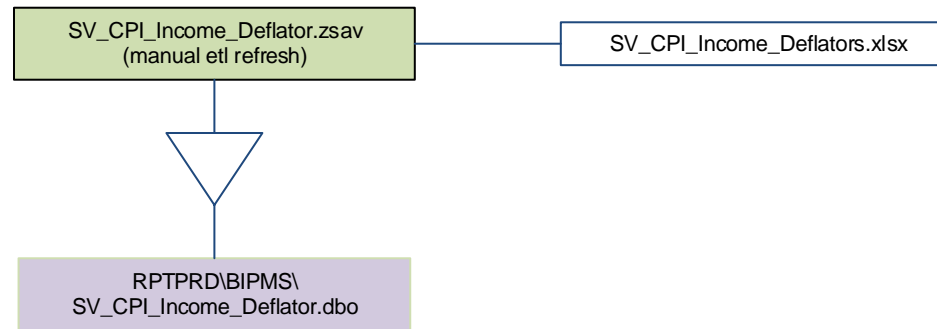 SV_CPI_Income_Deflator.zsav
(manual etl refresh)
SV_CPI_Income_Deflators.xlsx
RPTPRD\BIPMS\
SV_CPI_Income_Deflator.dbo